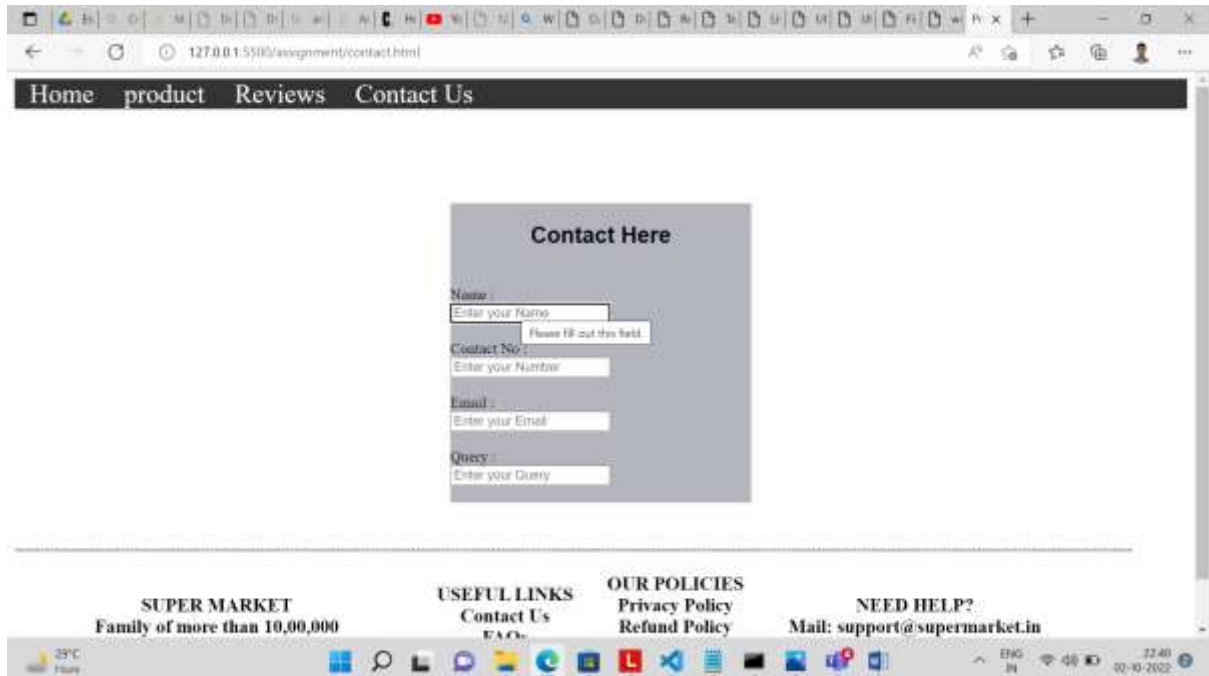 127.0.0.1:5500/assignment/contact.html
Home product Reviews Contact Us
Contact Here
Name :
Enter your Name
Please fill out this field.
Contact No :
Enter your Number
Email :
Enter your Email
Query :
Enter your Query
SUPER MARKET
Family of more than 10,00,000
USEFUL LINKS
Contact Us
FAQs
OUR POLICIES
Privacy Policy
Refund Policy
NEED HELP?
Mail: support@supermarket.in
29°C
Haze
ENG
IN
22:40
02-10-2022